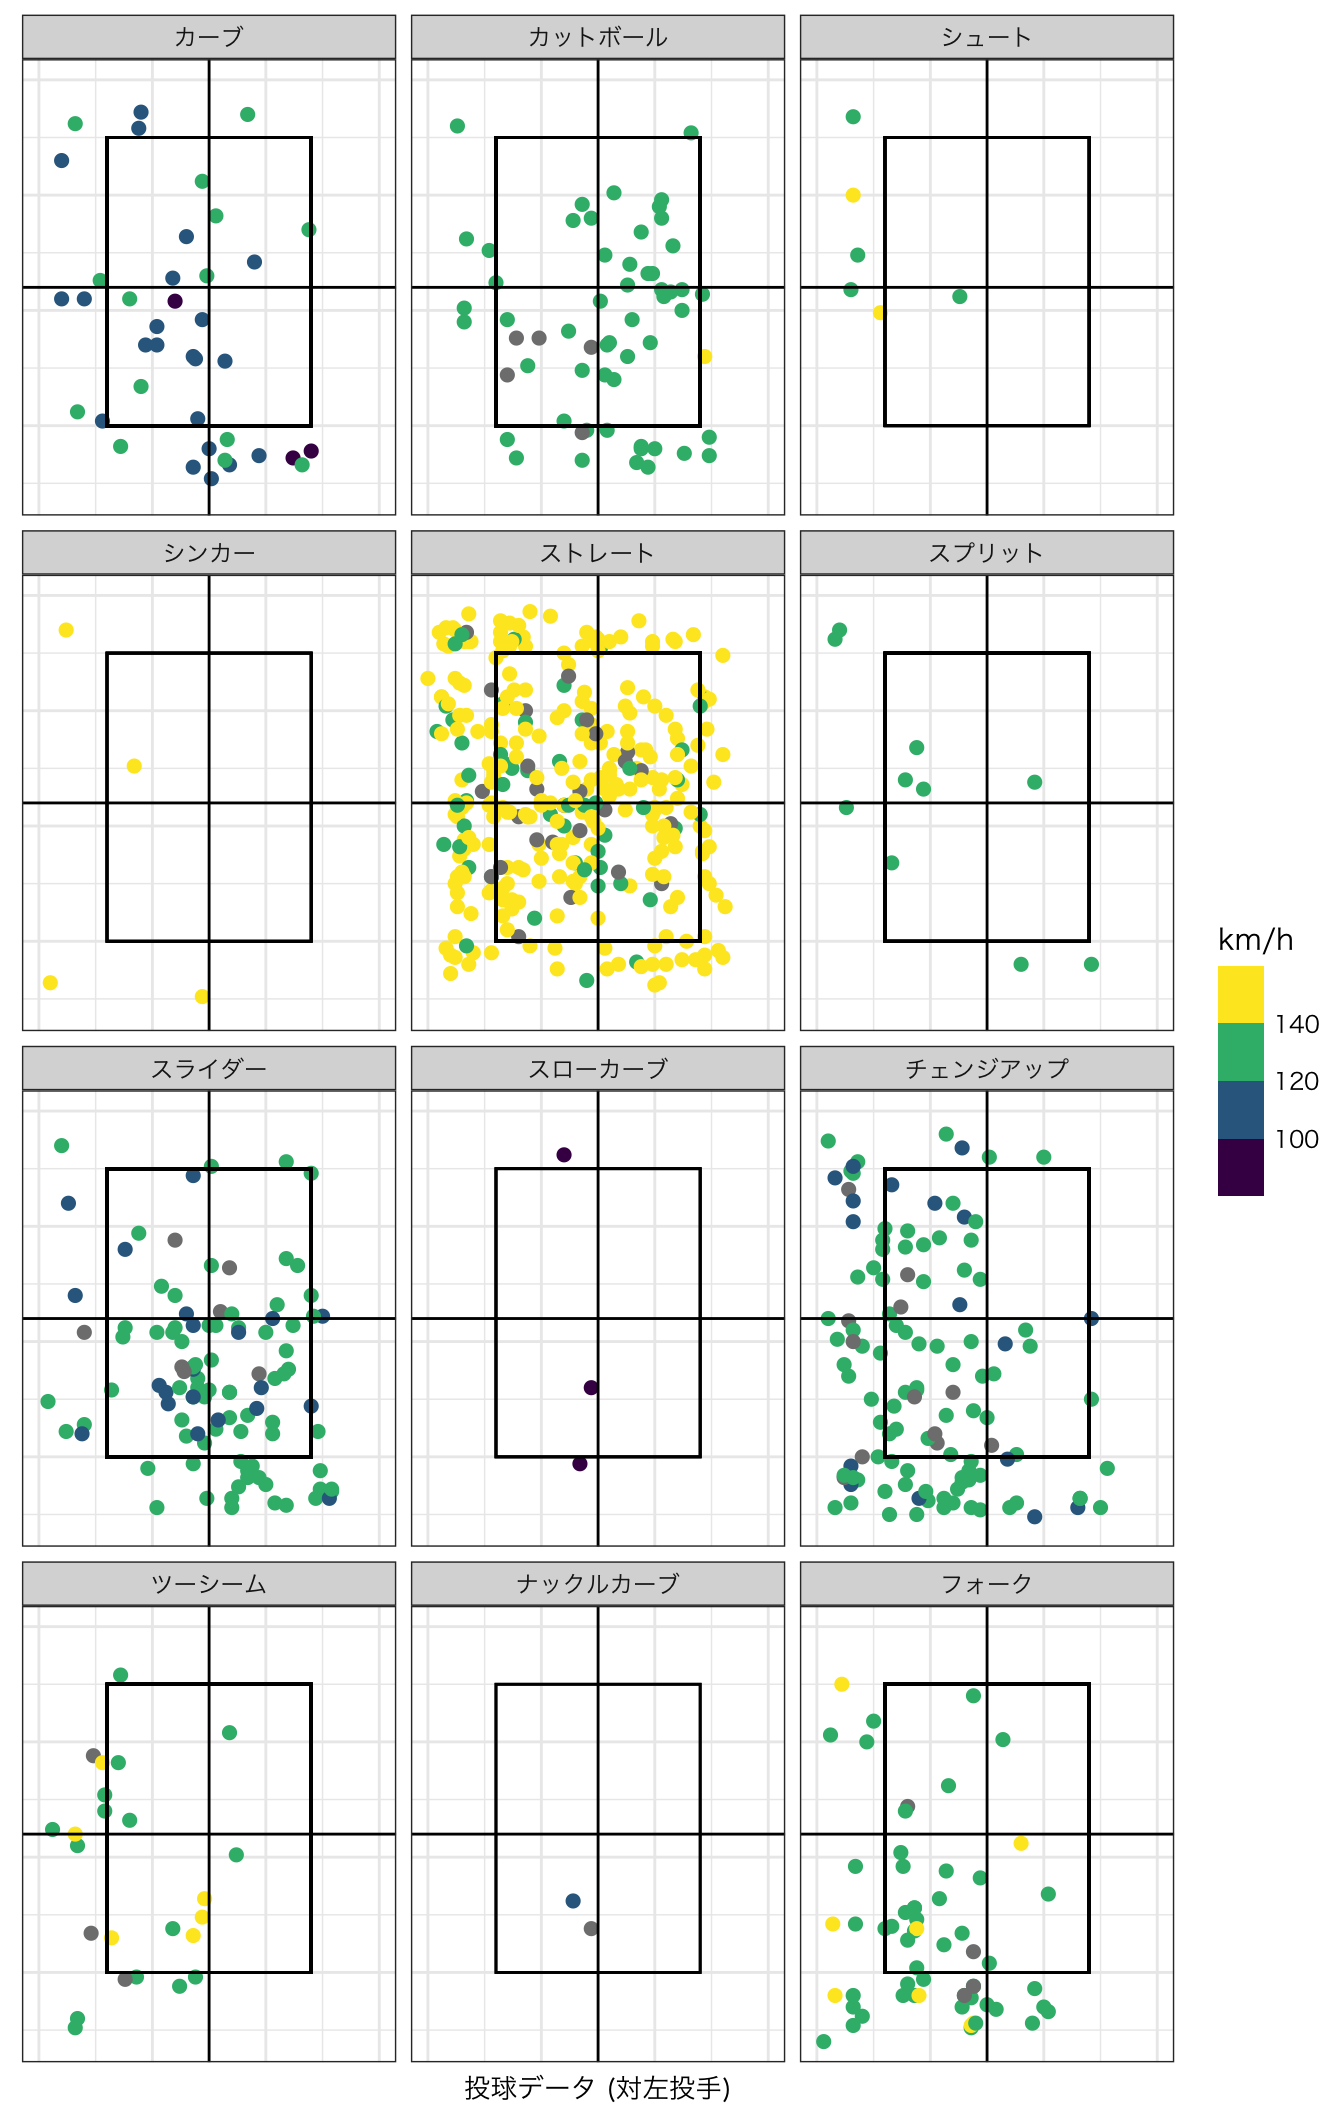 カーブ
カットボール
シュート
シンカー
ストレート
スプリット
スライダー
スローカーブ
チェンジアップ
ツーシーム
ナックルカーブ
フォーク
km/h
140
120
100
投球データ (対左投手)